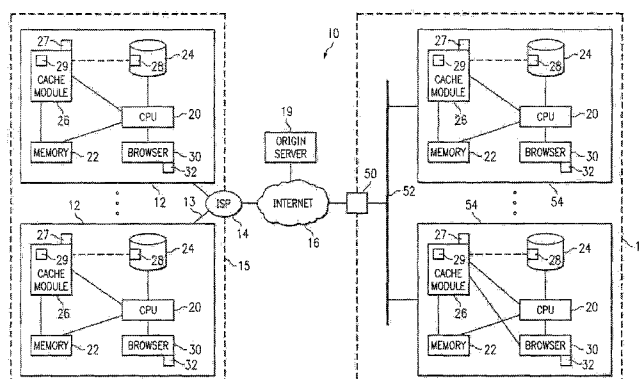 10
27
29
CACHE
MODULE
26
28
24
CPU
20
MEMORY
22
BROWSER
30
32
12
12
13
27
29
CACHE
MODULE
26
28
24
CPU
20
MEMORY
22
BROWSER
30
32
ISP
14
15
19
ORIGIN
SERVER
INTERNET
16
50
52
27
29
CACHE
MODULE
26
28
24
CPU
20
MEMORY
22
BROWSER
30
32
54
54
27
29
CACHE
MODULE
26
28
24
CPU
20
MEMORY
22
BROWSER
30
32